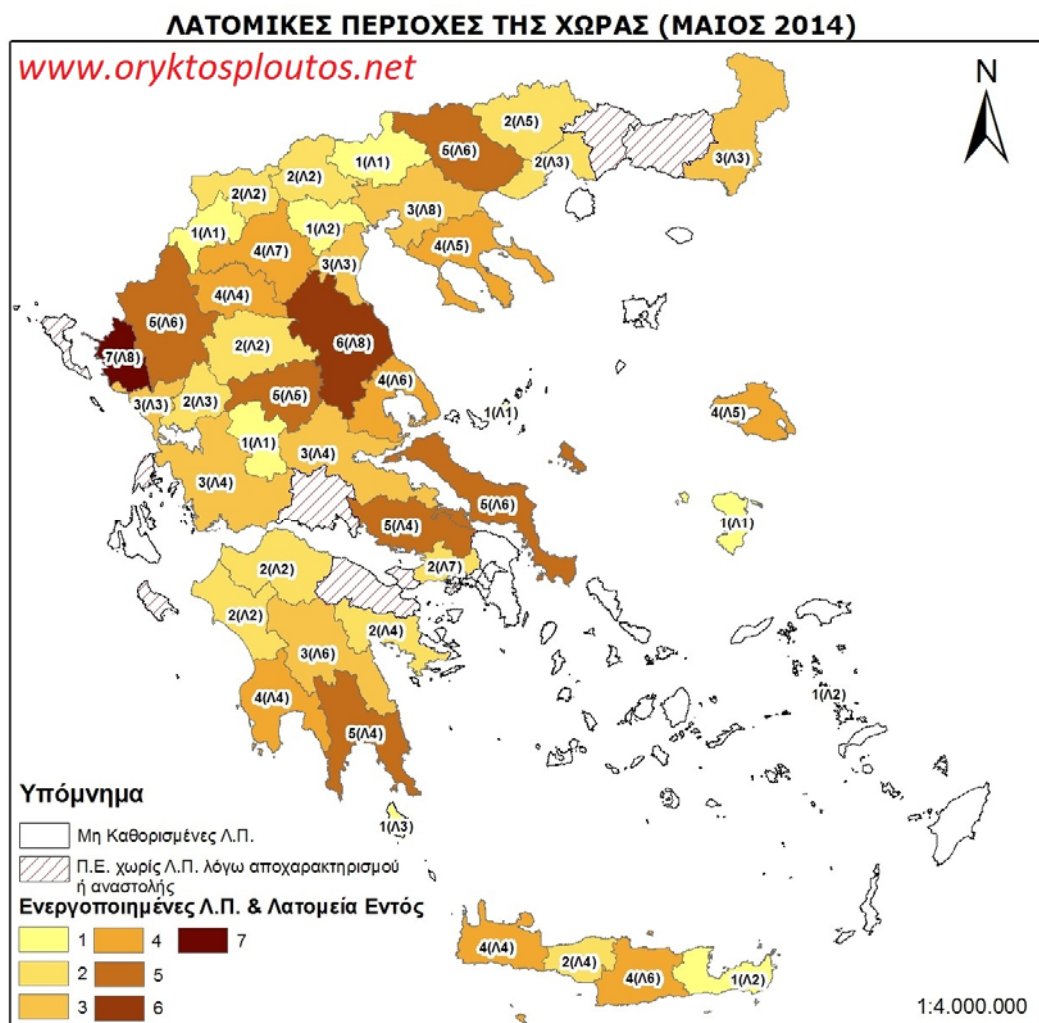 ΛΑΤΟΜΙΚΕΣ ΠΕΡΙΟΧΕΣ ΤΗΣ ΧΩΡΑΣ (ΜΑΙΟΣ 2014)
www.oryktosploutos.net
N
2(Λ5)
5(Λ6)
1(Λ1)
2(Λ3)
3(Λ3)
2(Λ2)
2(Λ2)
3(Λ8)
1(Λ2)
1(Λ1)
4(Λ5)
4(Λ7)
3(Λ3)
4(Λ4)
5(Λ6)
2(Λ2)
6(Λ8)
7(Λ8)
4(Λ6)
5(Λ5)
3(Λ3)
2(Λ3)
1(Λ1)
4(Λ5)
1(Λ1)
3(Λ4)
3(Λ4)
5(Λ6)
5(Λ4)
1(Λ1)
2(Λ2)
2(Λ7)
2(Λ2)
2(Λ4)
3(Λ6)
4(Λ4)
1(Λ2)
5(Λ4)
1(Λ3)
4(Λ4)
2(Λ4)
4(Λ6)
1(Λ2)
Υπόμνημα
Μη Καθορισμένες Λ.Π.
Π.Ε. χωρίς Λ.Π. λόγω αποχαρακτηρισμού
ή αναστολής
Ενεργοποιημένες Λ.Π. & Λατομεία Εντός
1 4 7
2 5
3 6
1:4.000.000